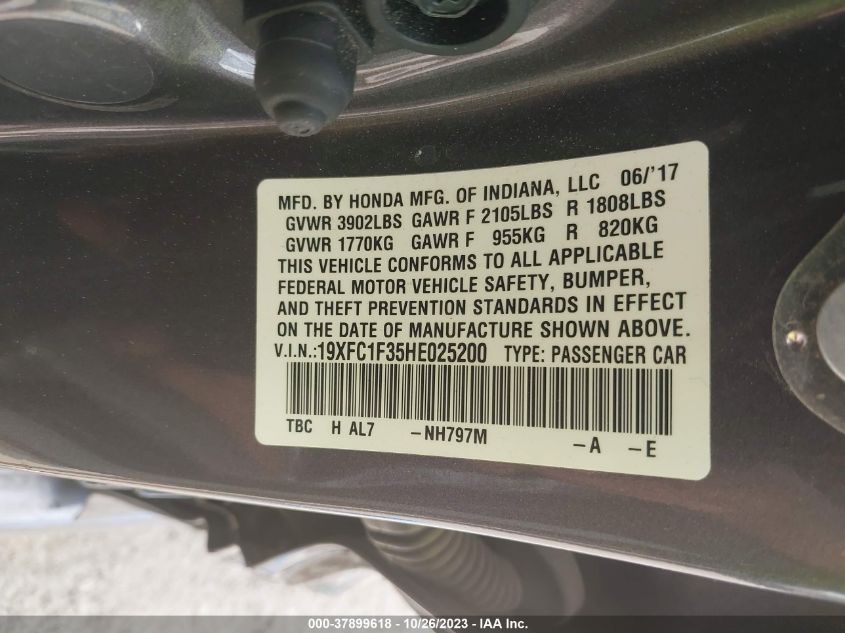 MFD. BY HONDA MFG. OF INDIANA, LLC 06/'17
GVWR 3902LBS GAWR F 2105LBS R 1808LBS
GVWR 1770KG GAWR F 955KG R 820KG
THIS VEHICLE CONFORMS TO ALL APPLICABLE
FEDERAL MOTOR VEHICLE SAFETY, BUMPER,
AND THEFT PREVENTION STANDARDS IN EFFECT
ON THE DATE OF MANUFACTURE SHOWN ABOVE.
V.I.N.:19XFC1F35HE025200 TYPE: PASSENGER CAR
TBC H AL7 -NH797M -A -E
000-37899618 - 10/26/2023 - IAA Inc.